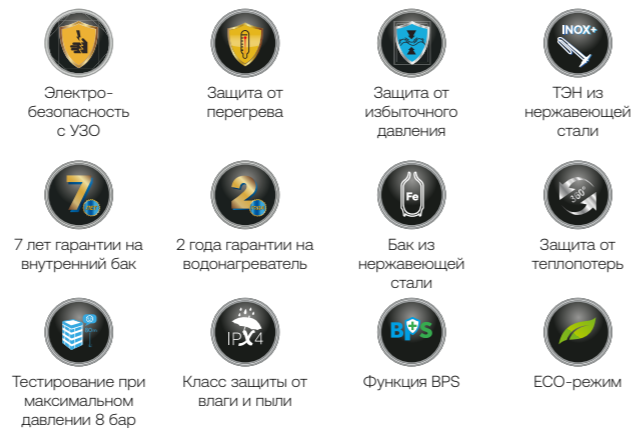 INOX+
Электро-
безопасность
с УЗО
Защита от
перегрева
Защита от
избыточного
давления
ТЭН из
нержавеющей
стали
7
2
Fe
360°
7 лет гарантии на
внутренний бак
2 года гарантии на
водонагреватель
Бак из
нержавеющей
стали
Защита от
теплопотерь
IPX4
BPS
Тестирование при
максимальном
давлении 8 бар
Класс защиты от
влаги и пыли
Функция BPS
ECO-режим